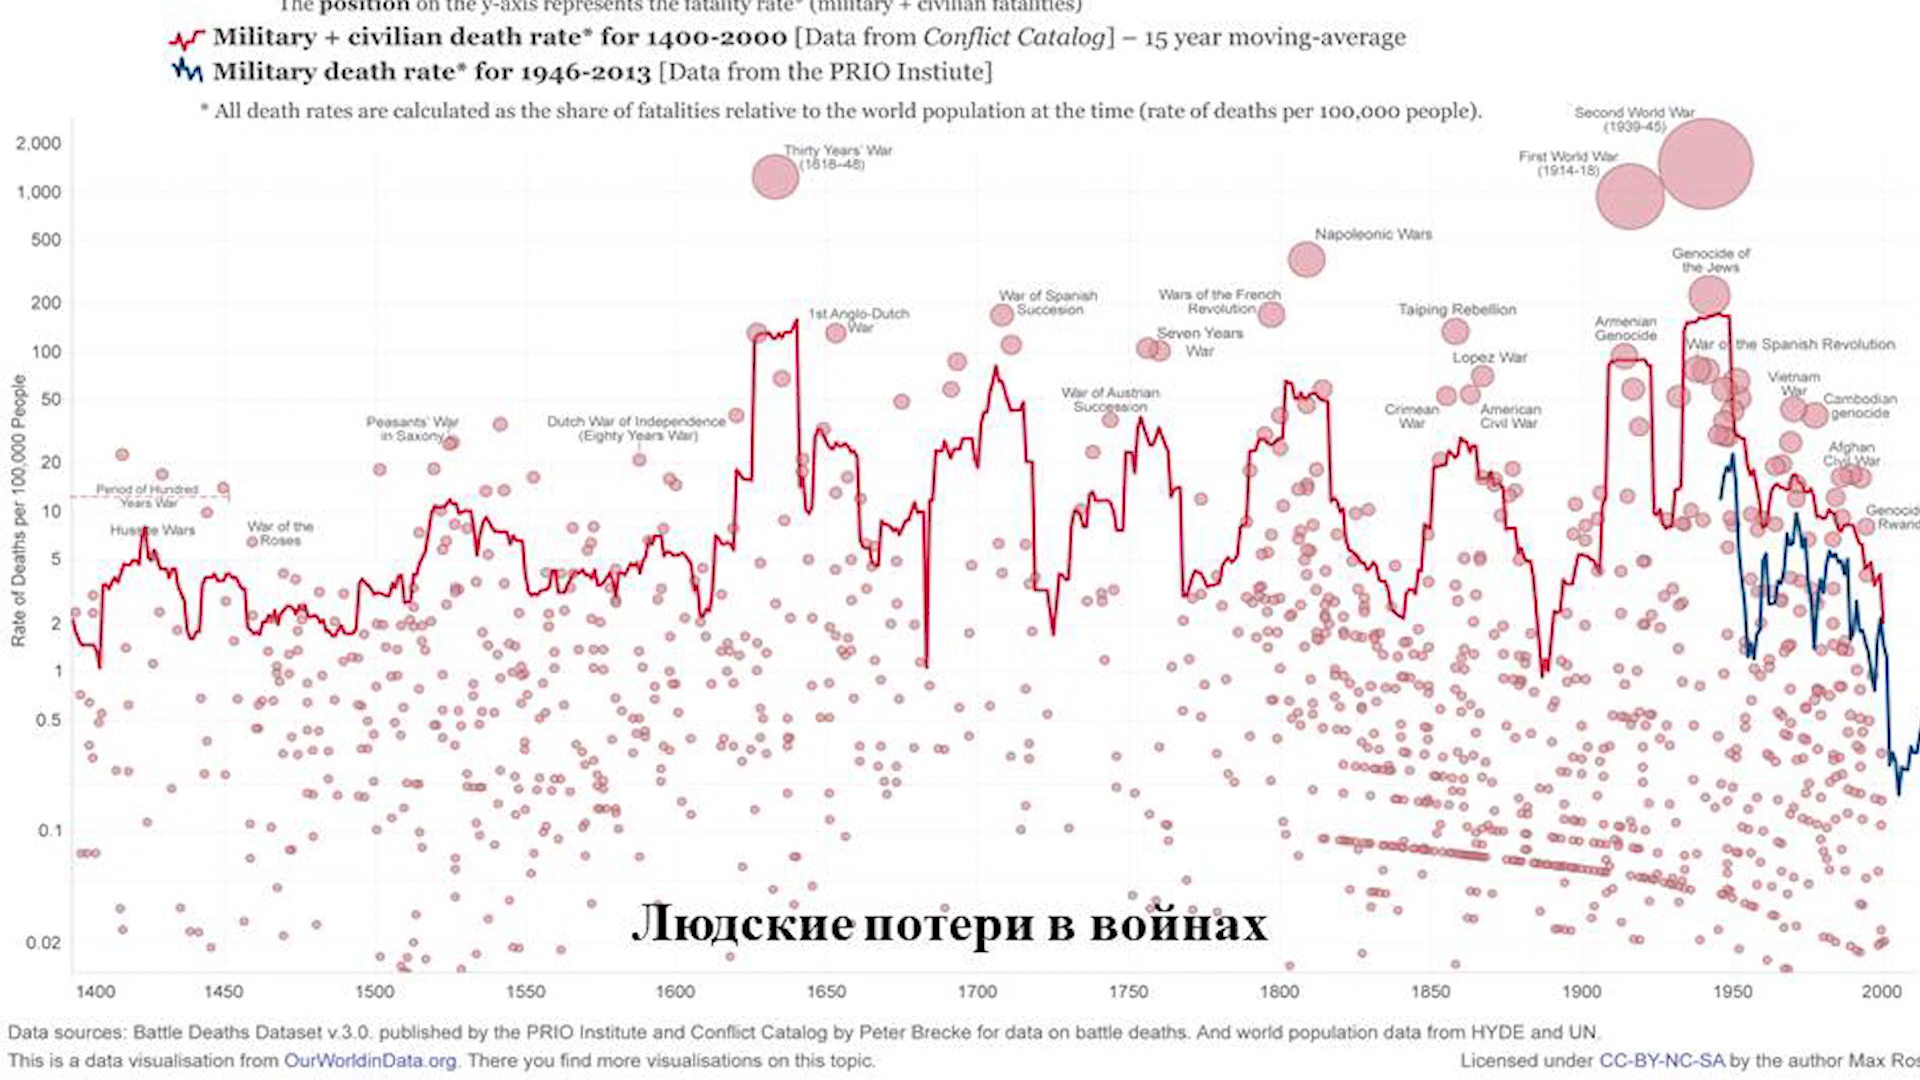 The position on the y-axis represents the fatality rate* (military + civilian fatalities)
Military + civilian death rate* for 1400-2000 [Data from Conflict Catalog] – 15 year moving-average
Military death rate* for 1946-2013 [Data from the PRIO Instiute]
* All death rates are calculated as the share of fatalities relative to the world population at the time (rate of deaths per 100,000 people).
Second World War
(1939-45)
First World War
(1914-18)
Thirty Years' War
(1618–48)
Napoleonic Wars
Genocide of
the Jews
War of Spanish
Succesion
Wars of the French
Revolution
1st Anglo-Dutch
War
Seven Years
War
Taiping Rebellion
Armenian
Genocide
War of the Spanish Revolution
Lopez War
Vietnam
War
Cambodian
genocide
War of Austrian
Succession
Crimean
War
American
Civil War
Peasants' War
in Saxony
Dutch War of Independence
(Eighty Years War)
Afghan
Civil War
Period of Hundred
Years War
Hussite Wars
War of the
Roses
Genocid
Rwan
Rate of Deaths per 100,000 People
2,000
1,000
500
200
100
50
20
10
5
2
1
0.5
0.1
0.02
Людские потери в войнах
1400 1450 1500 1550 1600 1650 1700 1750 1800 1850 1900 1950 2000
Data sources: Battle Deaths Dataset v.3.0. published by the PRIO Institute and Conflict Catalog by Peter Brecke for data on battle deaths. And world population data from HYDE and UN.
This is a data visualisation from OurWorldinData.org. There you find more visualisations on this topic.
Licensed under CC-BY-NC-SA by the author Max Ros